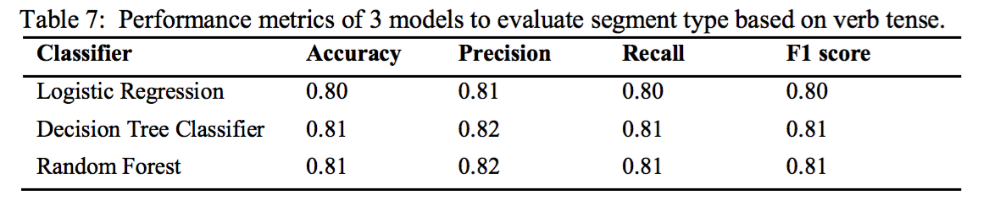 Table 7: Performance metrics of 3 models to evaluate segment type based on verb tense.
Classifier Accuracy Precision Recall F1 score
Logistic Regression 0.80 0.81 0.80 0.80
Decision Tree Classifier 0.81 0.82 0.81 0.81
Random Forest 0.81 0.82 0.81 0.81